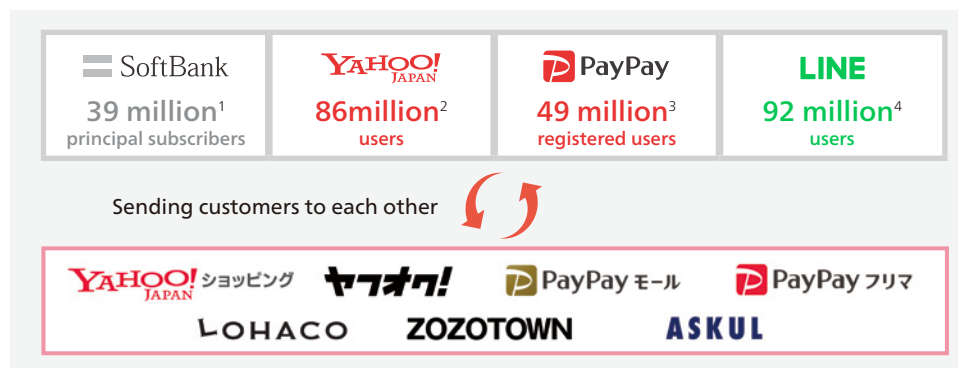 SoftBank
39 million1
principal subscribers
YAHOO!
JAPAN
86million2
users
PayPay
49 million3
registered users
LINE
92 million4
users
Sending customers to each other
YAHOO! ショッピング
JAPAN
ヤフオク!
PayPay モール
PayPay フリマ
LOHACO
ZOZOTOWN
ASKUL